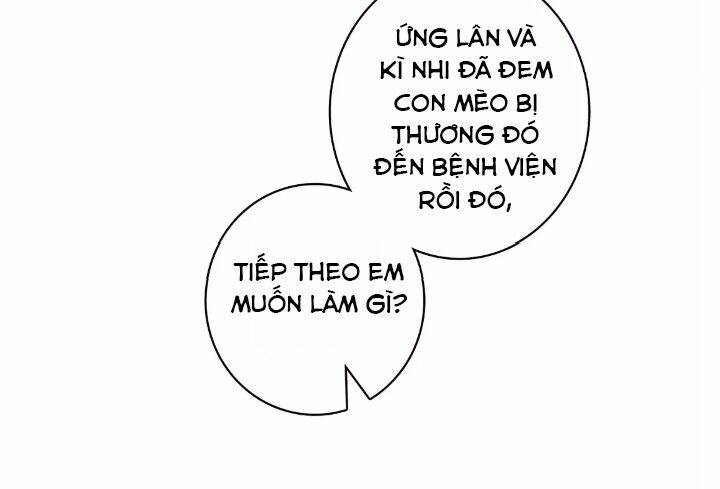 ỨNG LÂN VÀ
KÌ NHI ĐÃ ĐEM
CON MÈO BỊ
THƯƠNG ĐÓ
ĐẾN BỆNH VIỆN
RỒI ĐÓ,
TIẾP THEO EM
MUỐN LÀM GÌ?